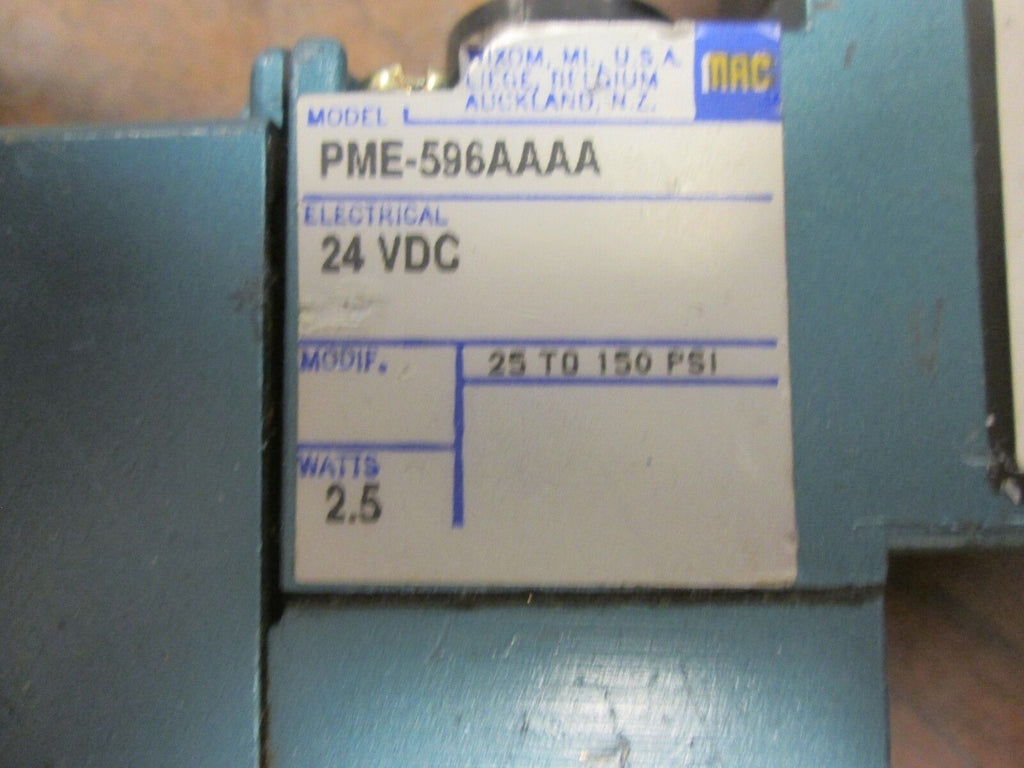 WIXOM, MI., U.S.A.
LIEGE, BELGIUM
AUCKLAND, N.Z.
MAC
MODEL
PME-596AAAA
ELECTRICAL
24 VDC
MODIF.
25 TO 150 PSI
WATTS
2.5